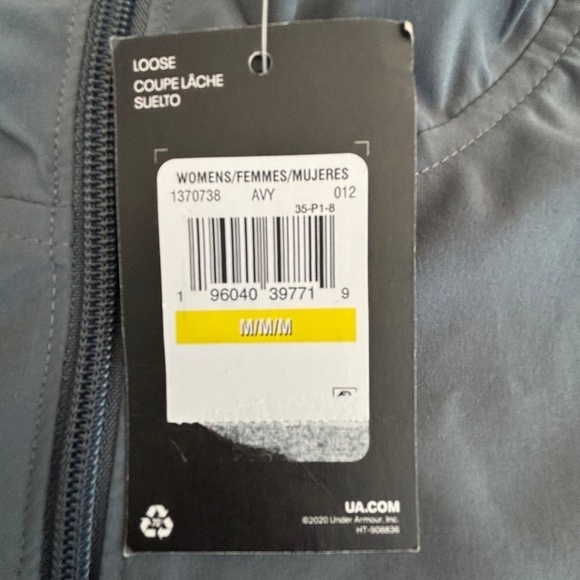 LOOSE
COUPE LÂCHE
SUELTO
WOMENS/FEMMES/MUJERES
1370738 AVY 012
35-P1-8
1 96040 39771 9
M/M/M
UA.COM
©2020 Under Armour, Inc.
HT-906836